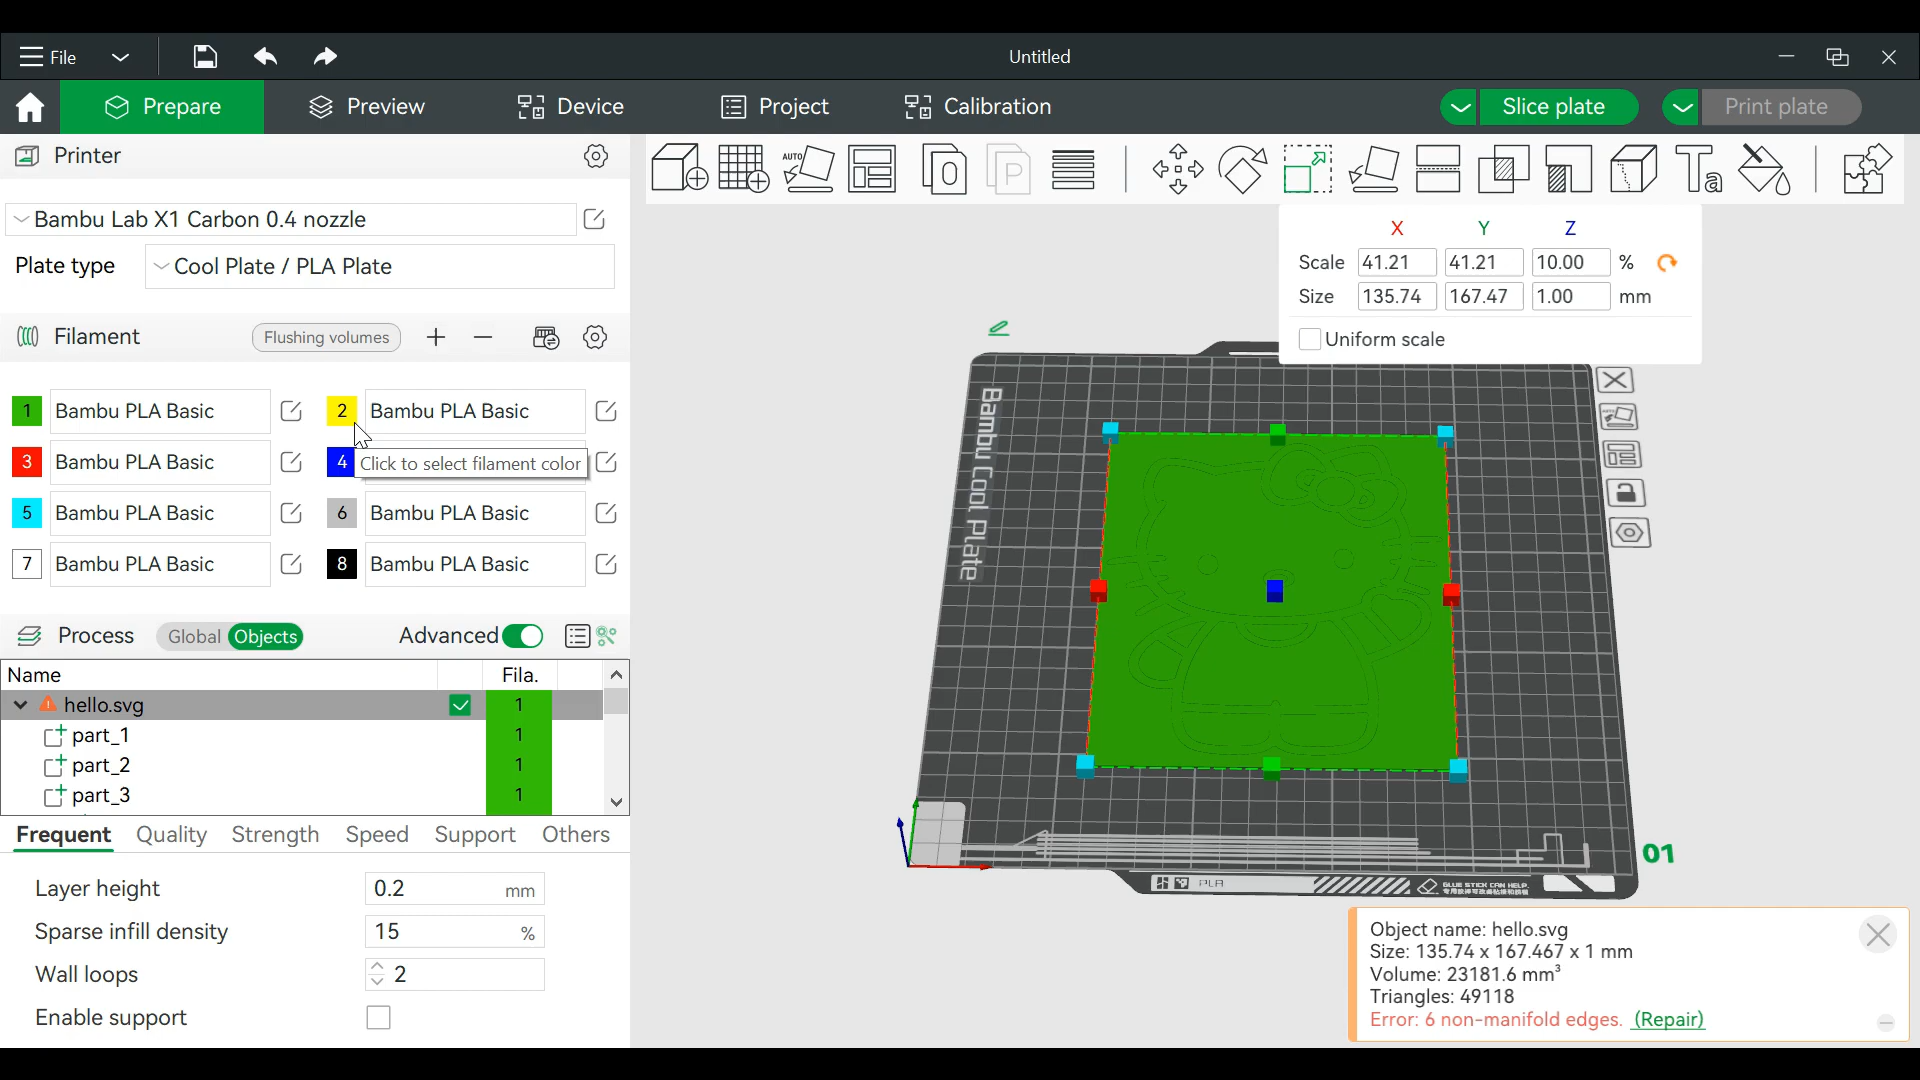 File
Untitled
Prepare
Preview
Device
Project
Calibration
Slice plate
Print plate
Printer
Bambu Lab X1 Carbon 0.4 nozzle
Plate type
Cool Plate / PLA Plate
Filament
Flushing volumes
1 Bambu PLA Basic
2 Bambu PLA Basic
3 Bambu PLA Basic
4 Click to select filament color
5 Bambu PLA Basic
6 Bambu PLA Basic
7 Bambu PLA Basic
8 Bambu PLA Basic
Process Global Objects Advanced
Name Fila.
hello.svg 1
part_1 1
part_2 1
part_3 1
Frequent Quality Strength Speed Support Others
Layer height 0.2 mm
Sparse infill density 15 %
Wall loops 2
Enable support
AUTO
P
Ta
X Y Z
Scale 41.21 41.21 10.00 %
Size 135.74 167.47 1.00 mm
Uniform scale
Bambu Cool Plate
01
PLA
GLUE STICK CAN HELP.
Object name: hello.svg
Size: 135.74 x 167.467 x 1 mm
Volume: 23181.6 mm³
Triangles: 49118
Error: 6 non-manifold edges. (Repair)